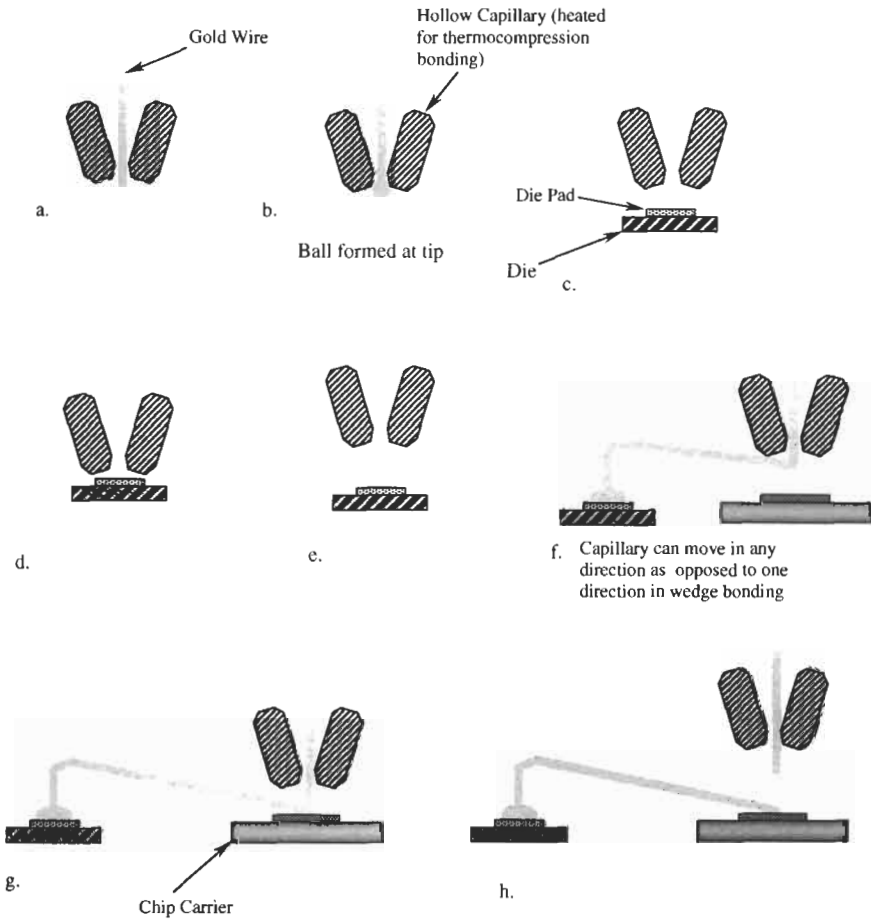 Gold Wire
Hollow Capillary (heated
for thermocompression
bonding)
a.
b.
Ball formed at tip
Die Pad
Die
c.
d.
e.
f. Capillary can move in any
direction as opposed to one
direction in wedge bonding
g.
Chip Carrier
h.